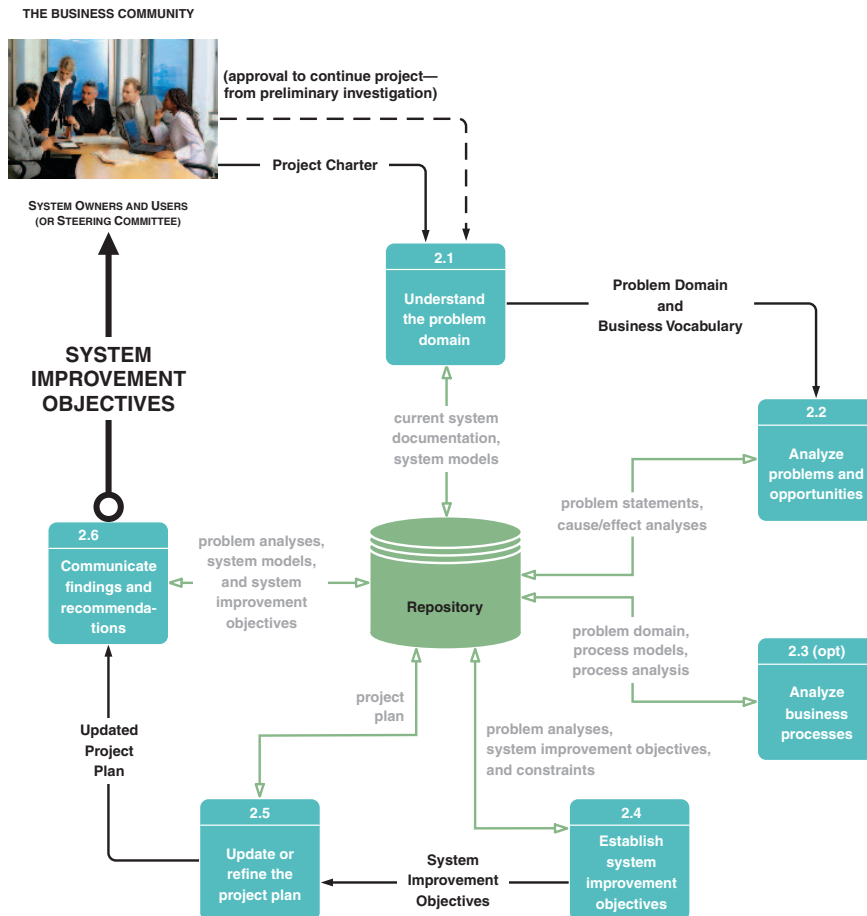 THE BUSINESS COMMUNITY
(approval to continue project—
from preliminary investigation)
Project Charter
SYSTEM OWNERS AND USERS
(OR STEERING COMMITTEE)
2.1
Understand
the problem
domain
Problem Domain
and
Business Vocabulary
SYSTEM
IMPROVEMENT
OBJECTIVES
current system
documentation,
system models
2.2
Analyze
problems and
opportunities
problem statements,
cause/effect analyses
2.6
Communicate
findings and
recommenda-
tions
problem analyses,
system models,
and system
improvement
objectives
Repository
problem domain,
process models,
process analysis
2.3 (opt)
Analyze
business
processes
project
plan
Updated
Project
Plan
problem analyses,
system improvement objectives,
and constraints
2.5
Update or
refine the
project plan
System
Improvement
Objectives
2.4
Establish
system
improvement
objectives